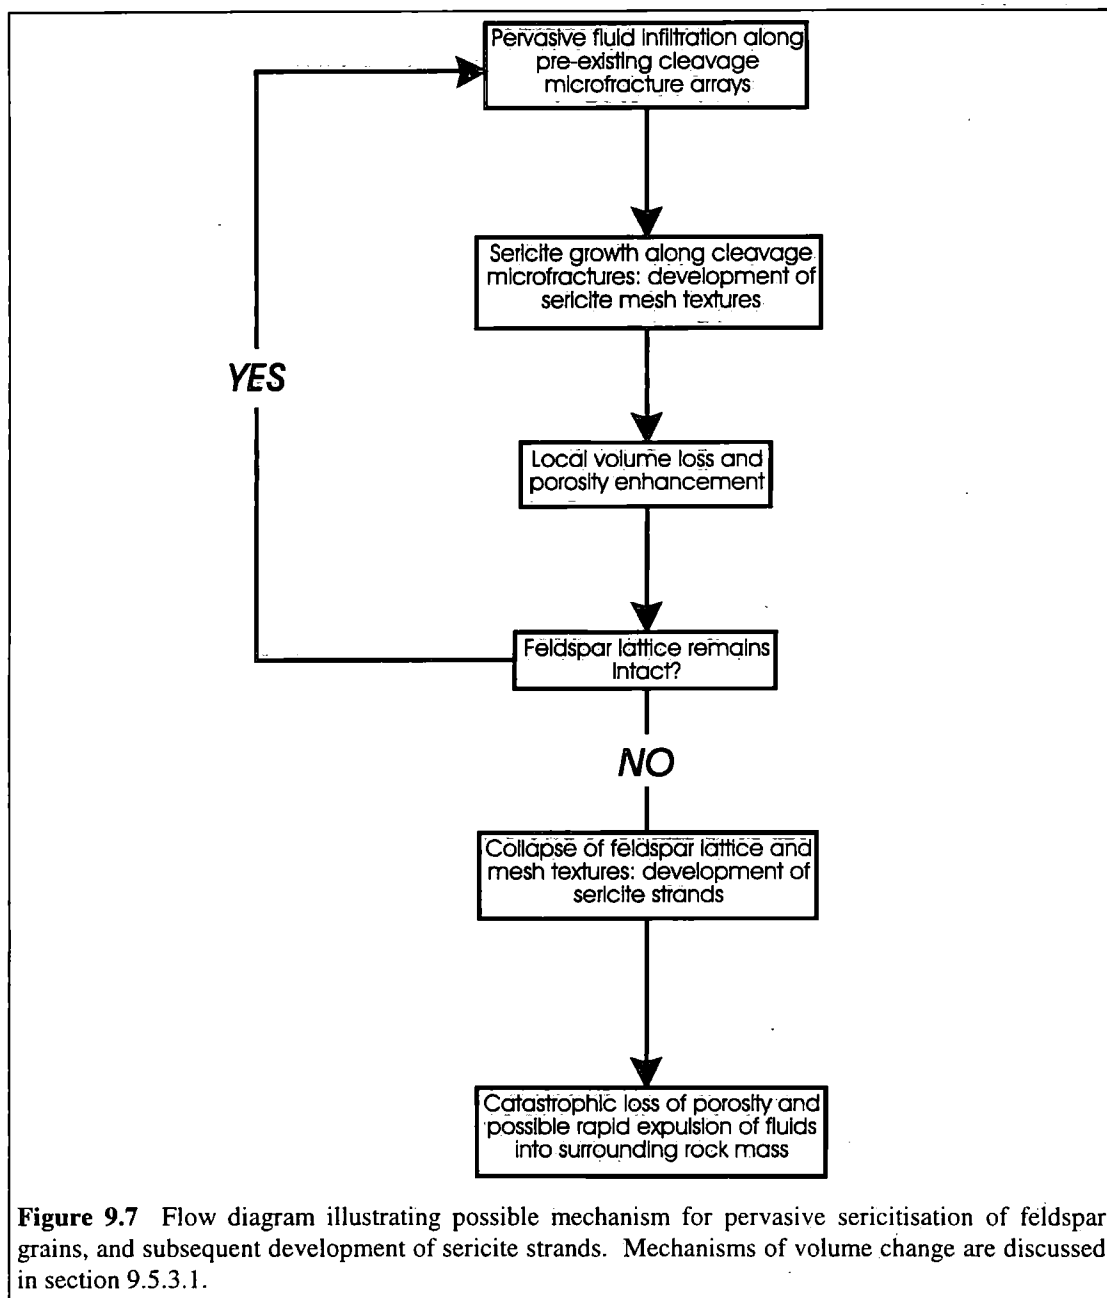 Pervasive fluid infiltration along
pre-existing cleavage
microfracture arrays
Sericite growth along cleavage
microfractures: development of
sericite mesh textures
YES
Local volume loss and
porosity enhancement
Feldspar lattice remains
intact?
NO
Collapse of feldspar lattice and
mesh textures: development of
sericite strands
Catastrophic loss of porosity and
possible rapid expulsion of fluids
into surrounding rock mass
Figure 9.7 Flow diagram illustrating possible mechanism for pervasive sericitisation of feldspar
grains, and subsequent development of sericite strands. Mechanisms of volume change are discussed
in section 9.5.3.1.